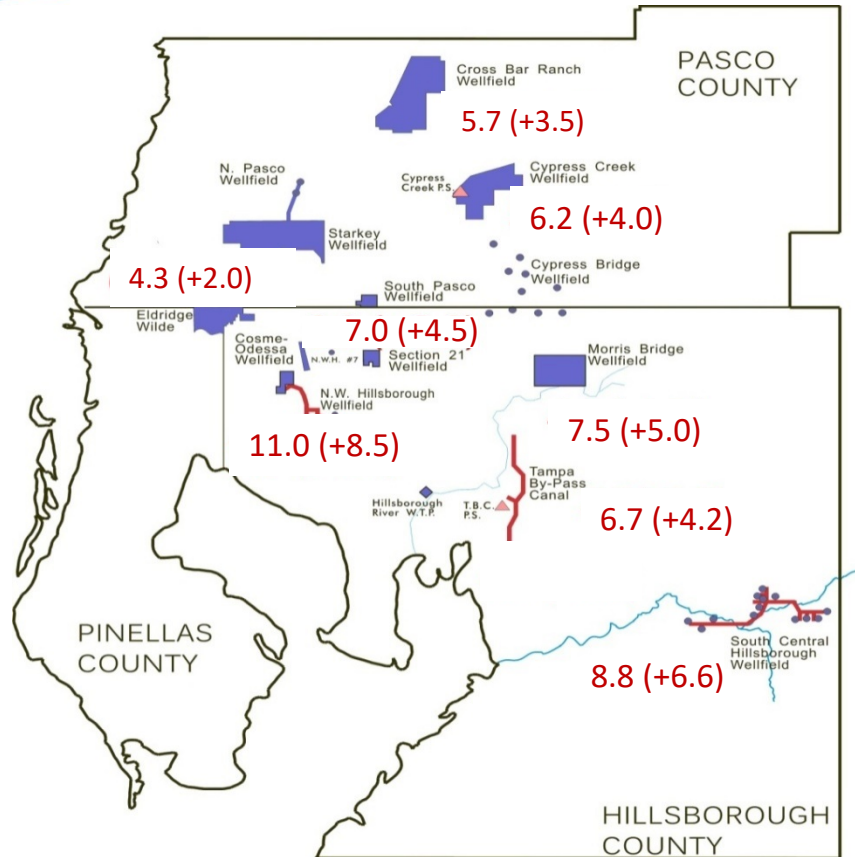 PASCO
COUNTY
Cross Bar Ranch
Wellfield
5.7 (+3.5)
N. Pasco
Wellfield
Cypress
Creek P.S.
Cypress Creek
Wellfield
6.2 (+4.0)
Starkey
Wellfield
4.3 (+2.0)
Cypress Bridge
Wellfield
South Pasco
Wellfield
Eldridge
Wilde
7.0 (+4.5)
Cosme-
Odessa
Wellfield
N.W.H. #7
Section 21
Wellfield
Morris Bridge
Wellfield
N.W. Hillsborough
Wellfield
11.0 (+8.5)
7.5 (+5.0)
Tampa
By-Pass
Canal
Hillsborough
River W.T.P.
T.B.C.
P.S.
6.7 (+4.2)
PINELLAS
COUNTY
South Central
Hillsborough
Wellfield
8.8 (+6.6)
HILLSBOROUGH
COUNTY